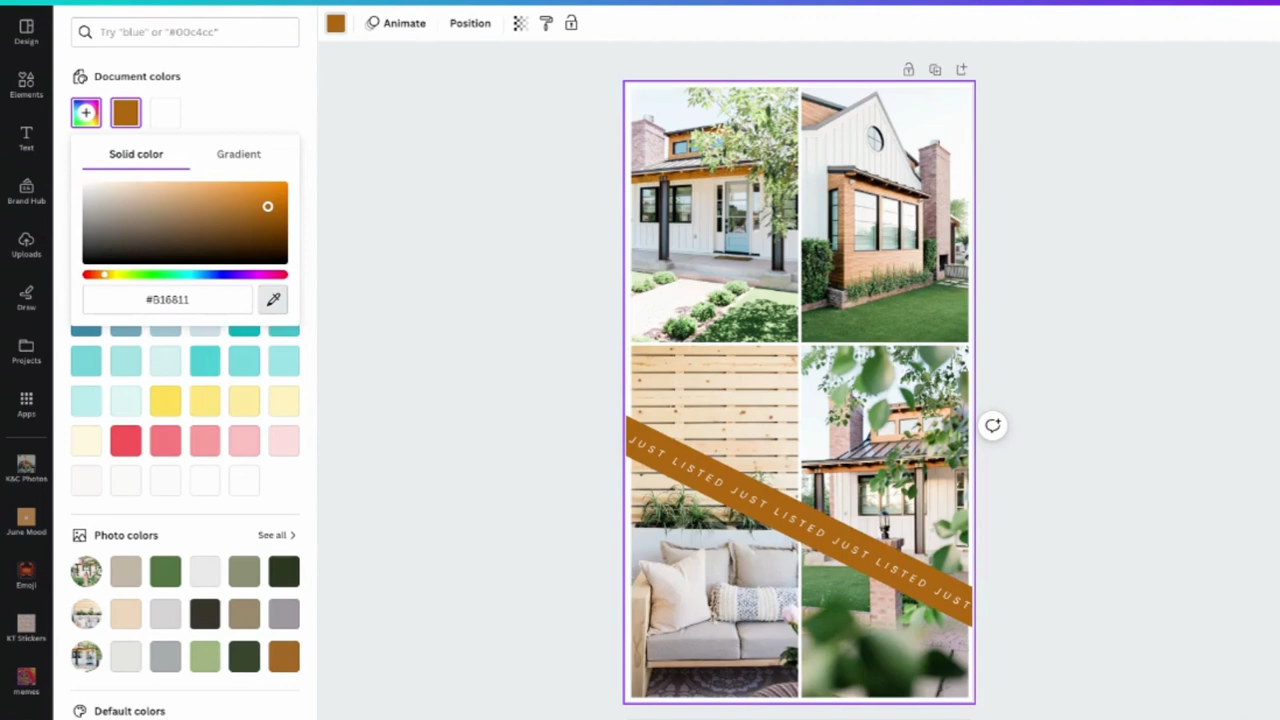 Design
Elements
Text
Brand Hub
Uploads
Draw
Projects
Apps
K&C Photos
June Mood
Emoji
KT Stickers
memes
Try "blue" or "#00c4cc"
Document colors
Solid color
Gradient
#B16811
Photo colors
See all
Default colors
Animate
Position
JUST LISTED JUST LISTED JUST LISTED JUST